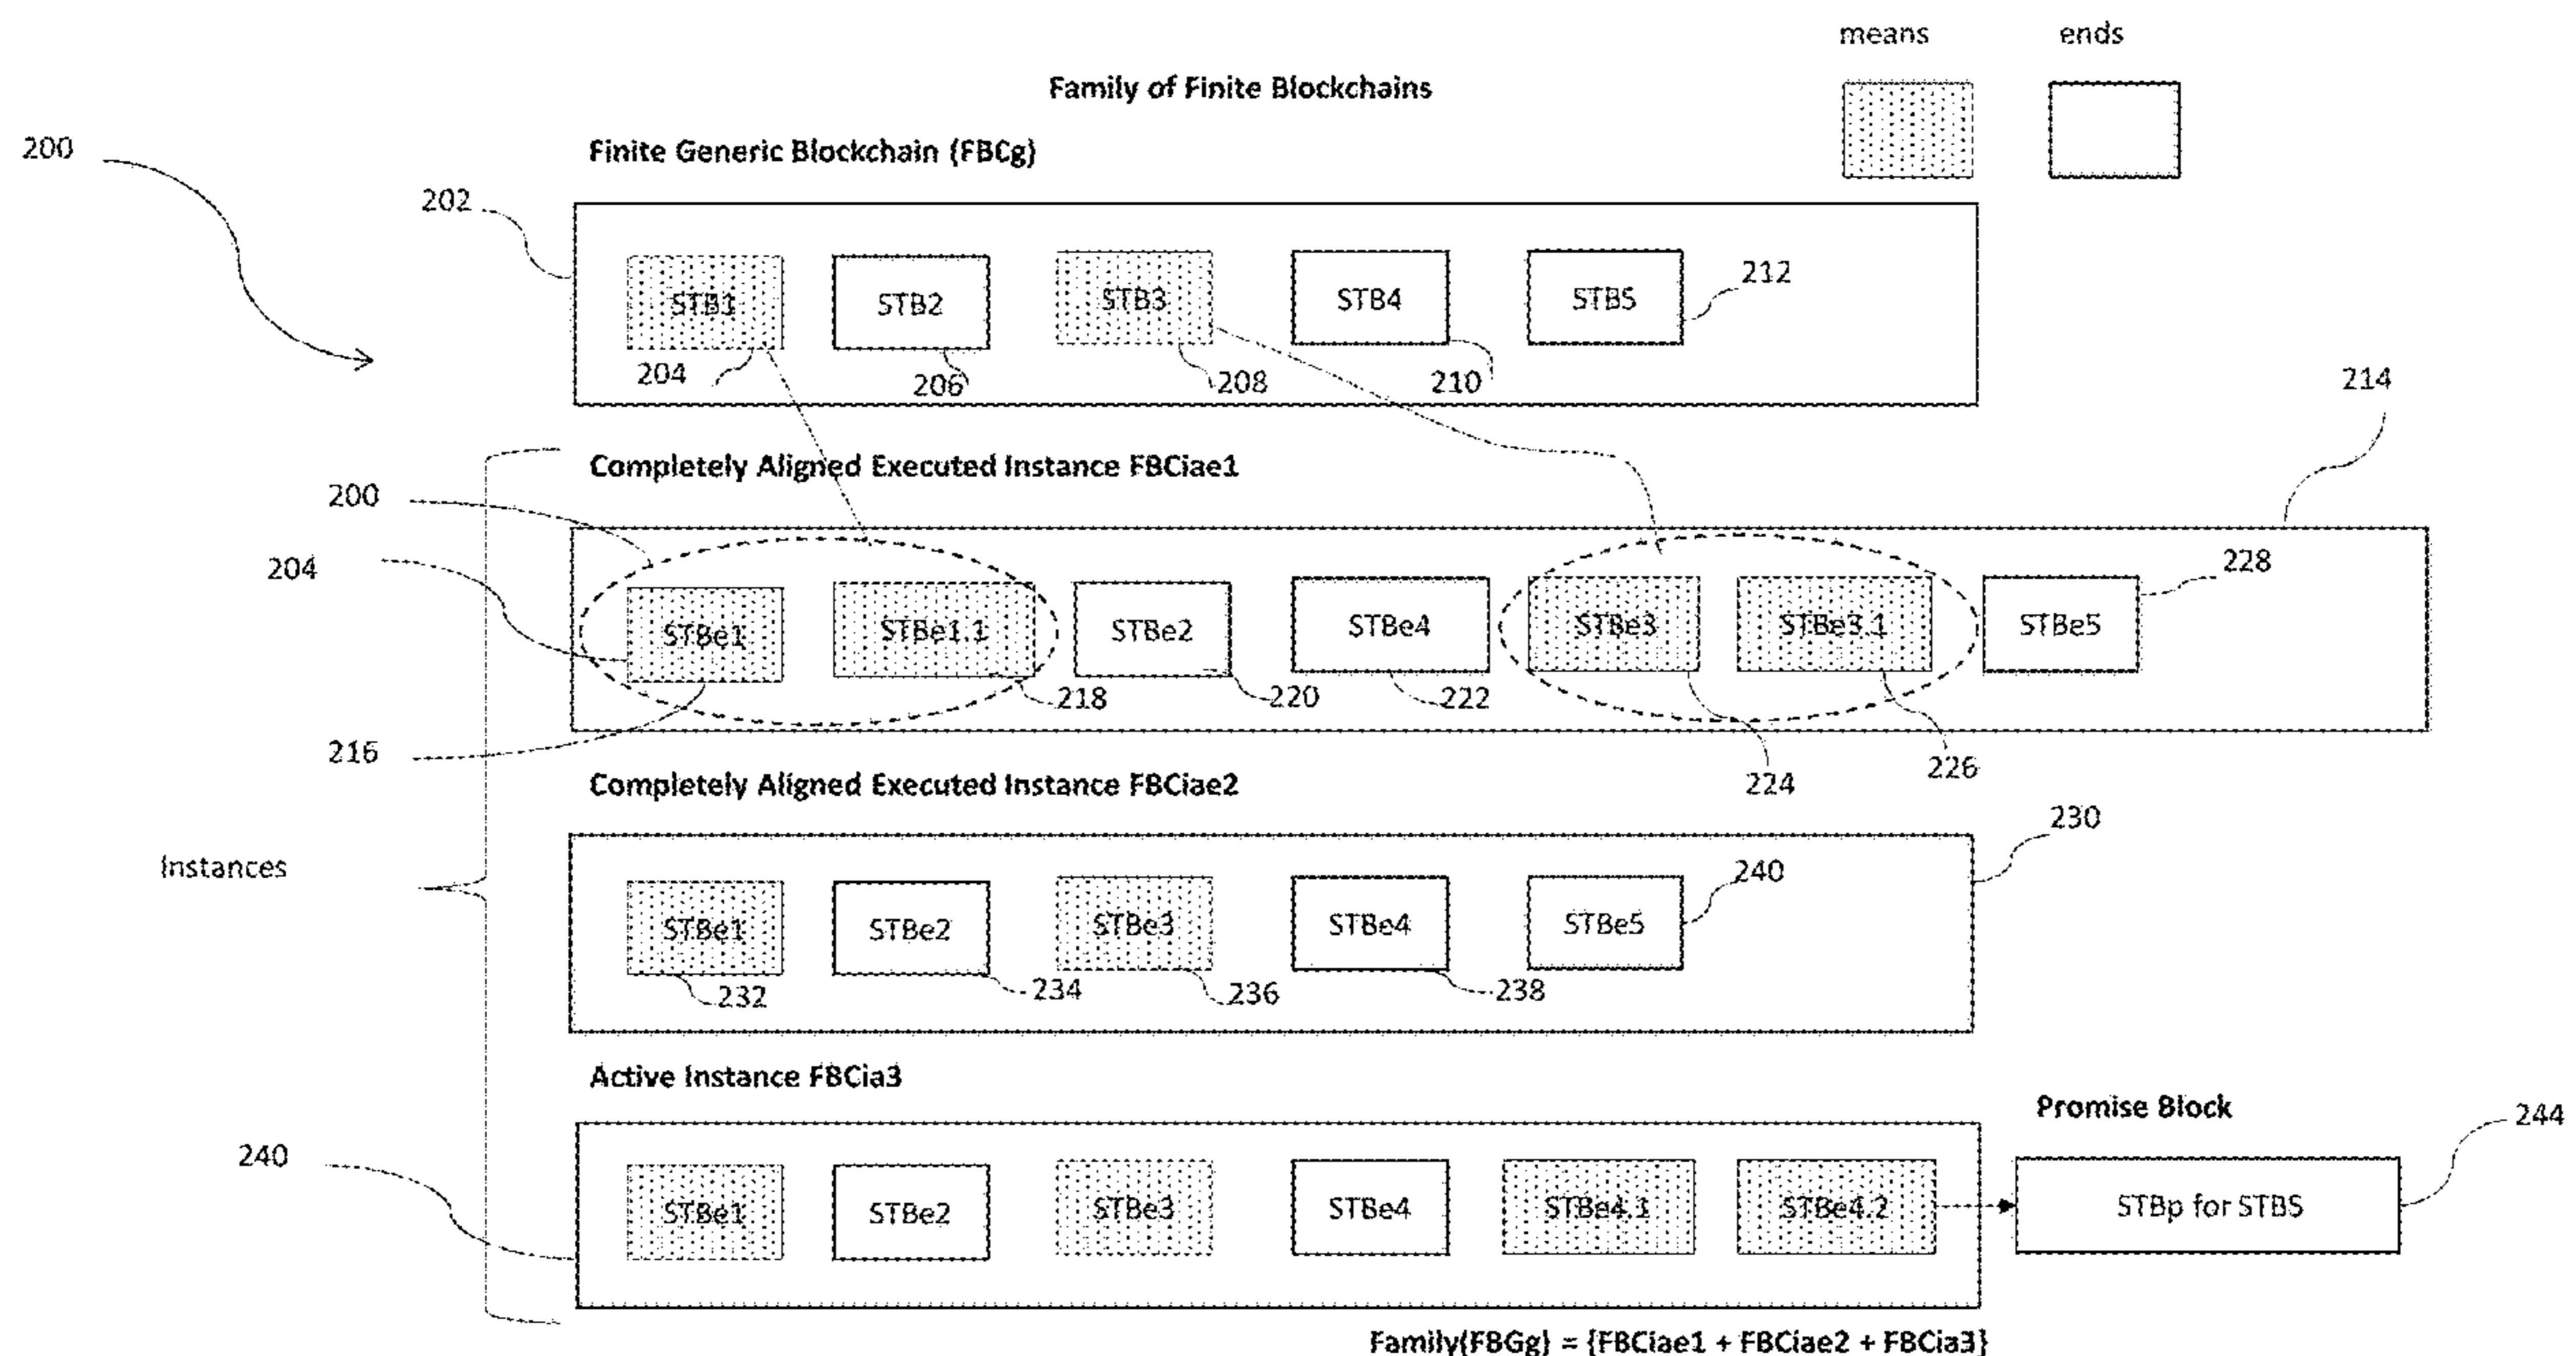 means ends
Family of Finite Blockchains
200
Finite Generic Blockchain (FBCg)
202
STB1 STB2 STB3 STB4 STB5
212
204 206 208 210
214
Completely Aligned Executed Instance FBCiae1
200
204
228
STBe1 STBe1.1 STBe2 STBe4 STBe3 STBe3.1 STBe5
218 220 222
216
224 226
Completely Aligned Executed Instance FBCiae2
230
Instances
240
STBe1 STBe2 STBe3 STBe4 STBe5
232 234 236 238
Active Instance FBCia3
Promise Block
244
240
STBe1 STBe2 STBe3 STBe4 STBe4.1 STBe4.2 STBp for STB5
Family(FBGg) = {FBCiae1 + FBCiae2 + FBCia3}